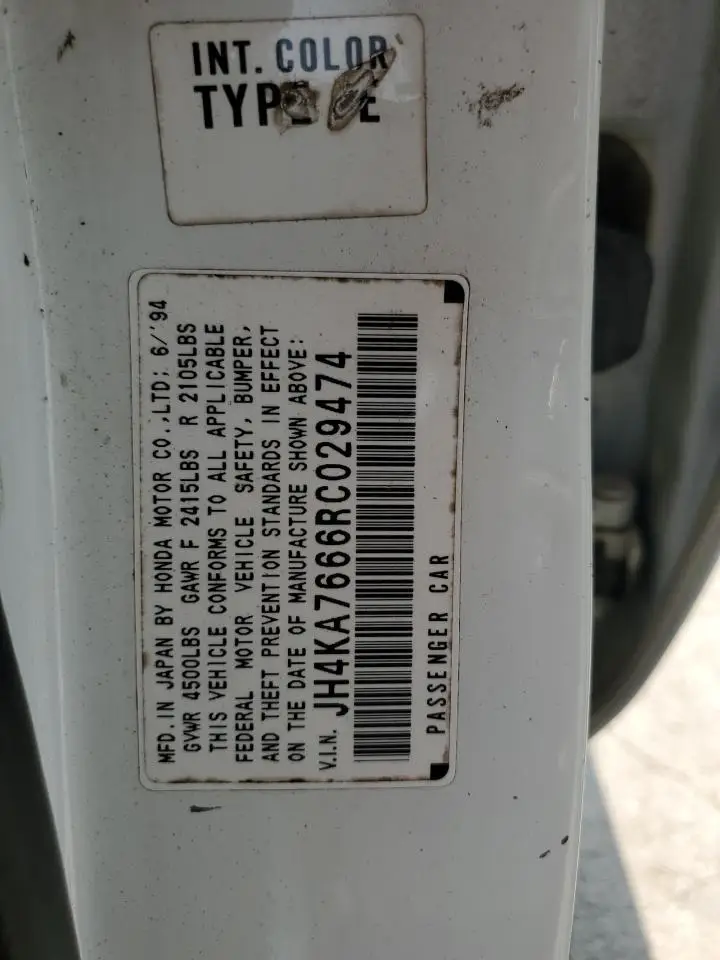 INT. COLOR
TYPE E
MFD. IN JAPAN BY HONDA MOTOR CO., LTD: 6/'94
GVWR 4500LBS GAWR F 2415LBS R 2105LBS
THIS VEHICLE CONFORMS TO ALL APPLICABLE
FEDERAL MOTOR VEHICLE SAFETY, BUMPER,
AND THEFT PREVENTION STANDARDS IN EFFECT
ON THE DATE OF MANUFACTURE SHOWN ABOVE:
V.I.N. JH4KA7666RC029474
PASSENGER CAR